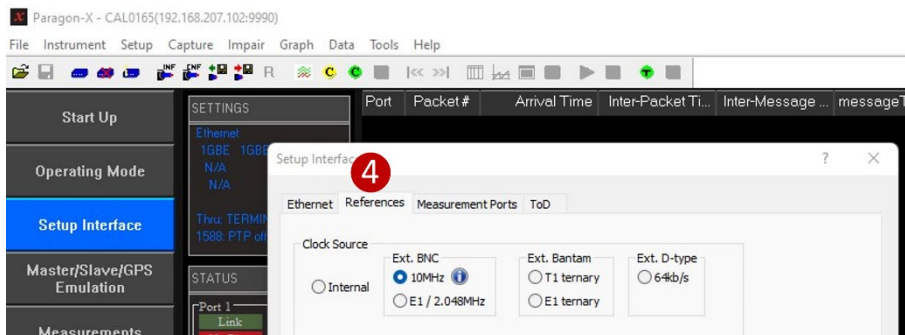 Paragon-X - CAL0165(192.168.207.102:9990)
File Instrument Setup Capture Impair Graph Data Tools Help
INF INF R C C T
Port Packet # Arrival Time Inter-Packet Ti... Inter-Message ... messageT
Start Up
Operating Mode
Setup Interface
Master/Slave/GPS
Emulation
Measurements
SETTINGS
Ethernet
1GBE 1GBE
N/A
N/A
Thru: TERMIN
1588: PTP off
STATUS
Port 1
Link
Setup Interfac
4
? ×
Ethernet References Measurement Ports ToD
Clock Source
Internal
Ext. BNC
10MHz
E1 / 2.048MHz
Ext. Bantam
T1 ternary
E1 ternary
Ext. D-type
64kb/s